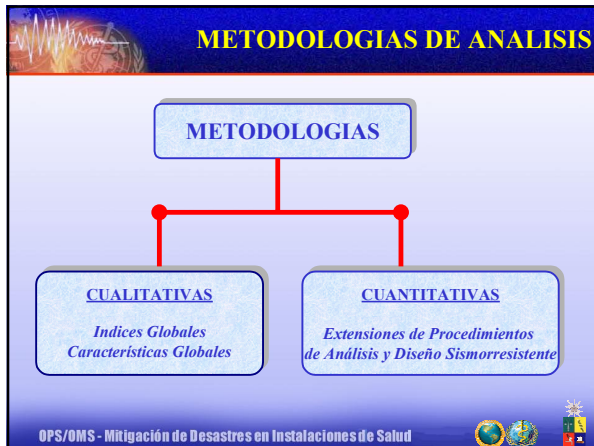 METODOLOGIAS DE ANALISIS
METODOLOGIAS
CUALITATIVAS
Indices Globales
Características Globales
CUANTITATIVAS
Extensiones de Procedimientos
de Análisis y Diseño Sismorresistente
OPS/OMS - Mitigación de Desastres en Instalaciones de Salud